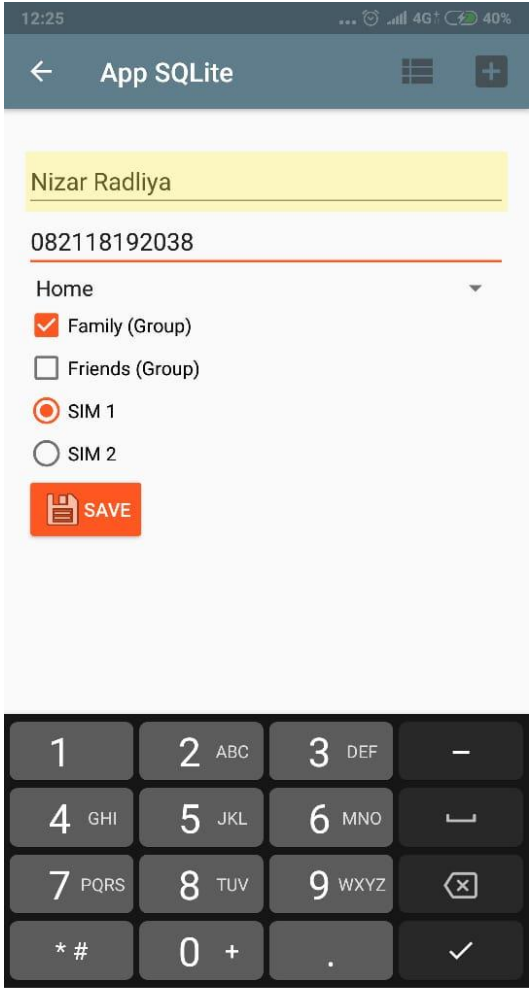 12:25 ... 4G+ 40%
App SQLite
Nizar Radliya
082118192038
Home
Family (Group)
Friends (Group)
SIM 1
SIM 2
SAVE
1 2 ABC 3 DEF –
4 GHI 5 JKL 6 MNO
7 PQRS 8 TUV 9 WXYZ
* # 0 + .